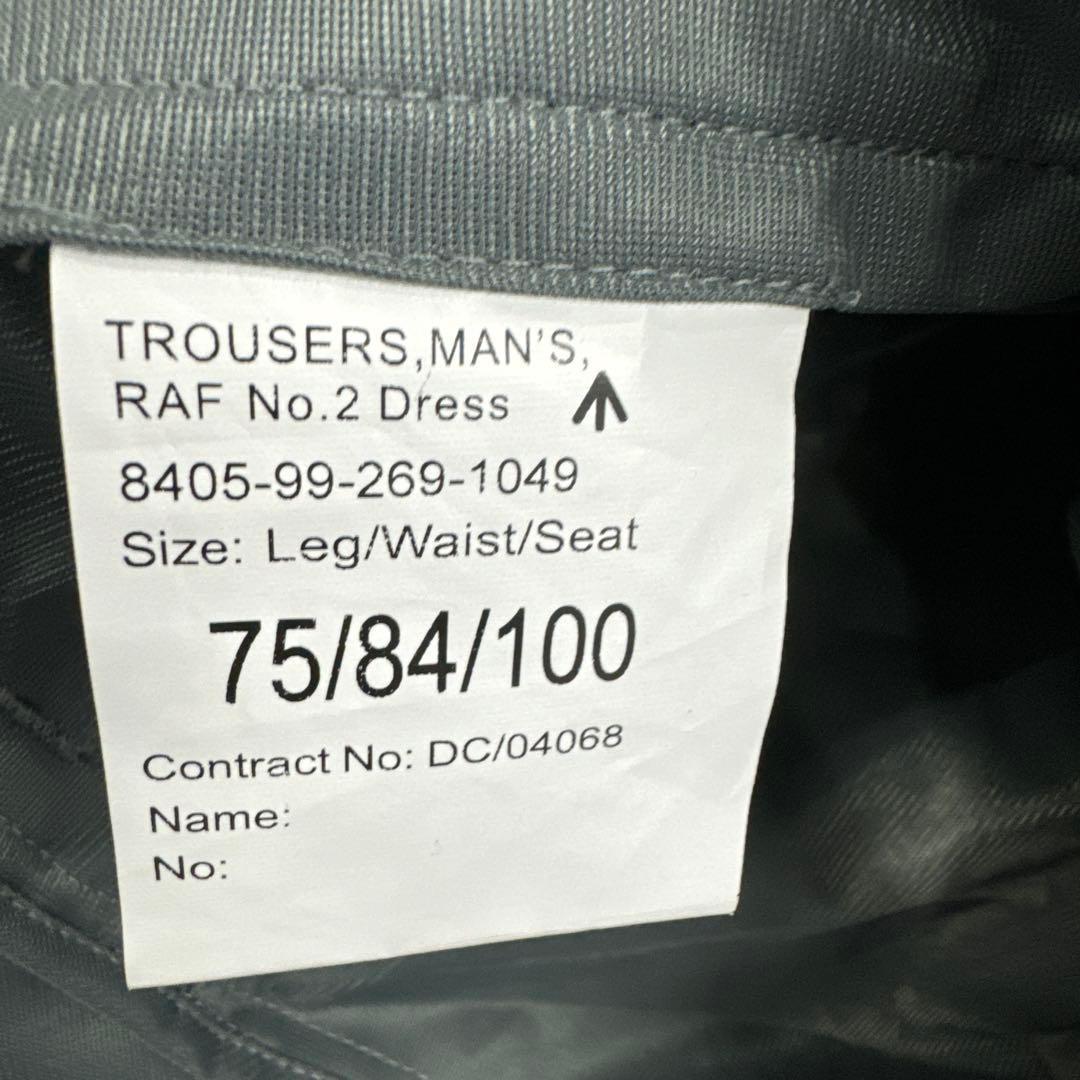 TROUSERS,MAN'S,
RAF No.2 Dress
8405-99-269-1049
Size: Leg/Waist/Seat
75/84/100
Contract No: DC/04068
Name:
No: